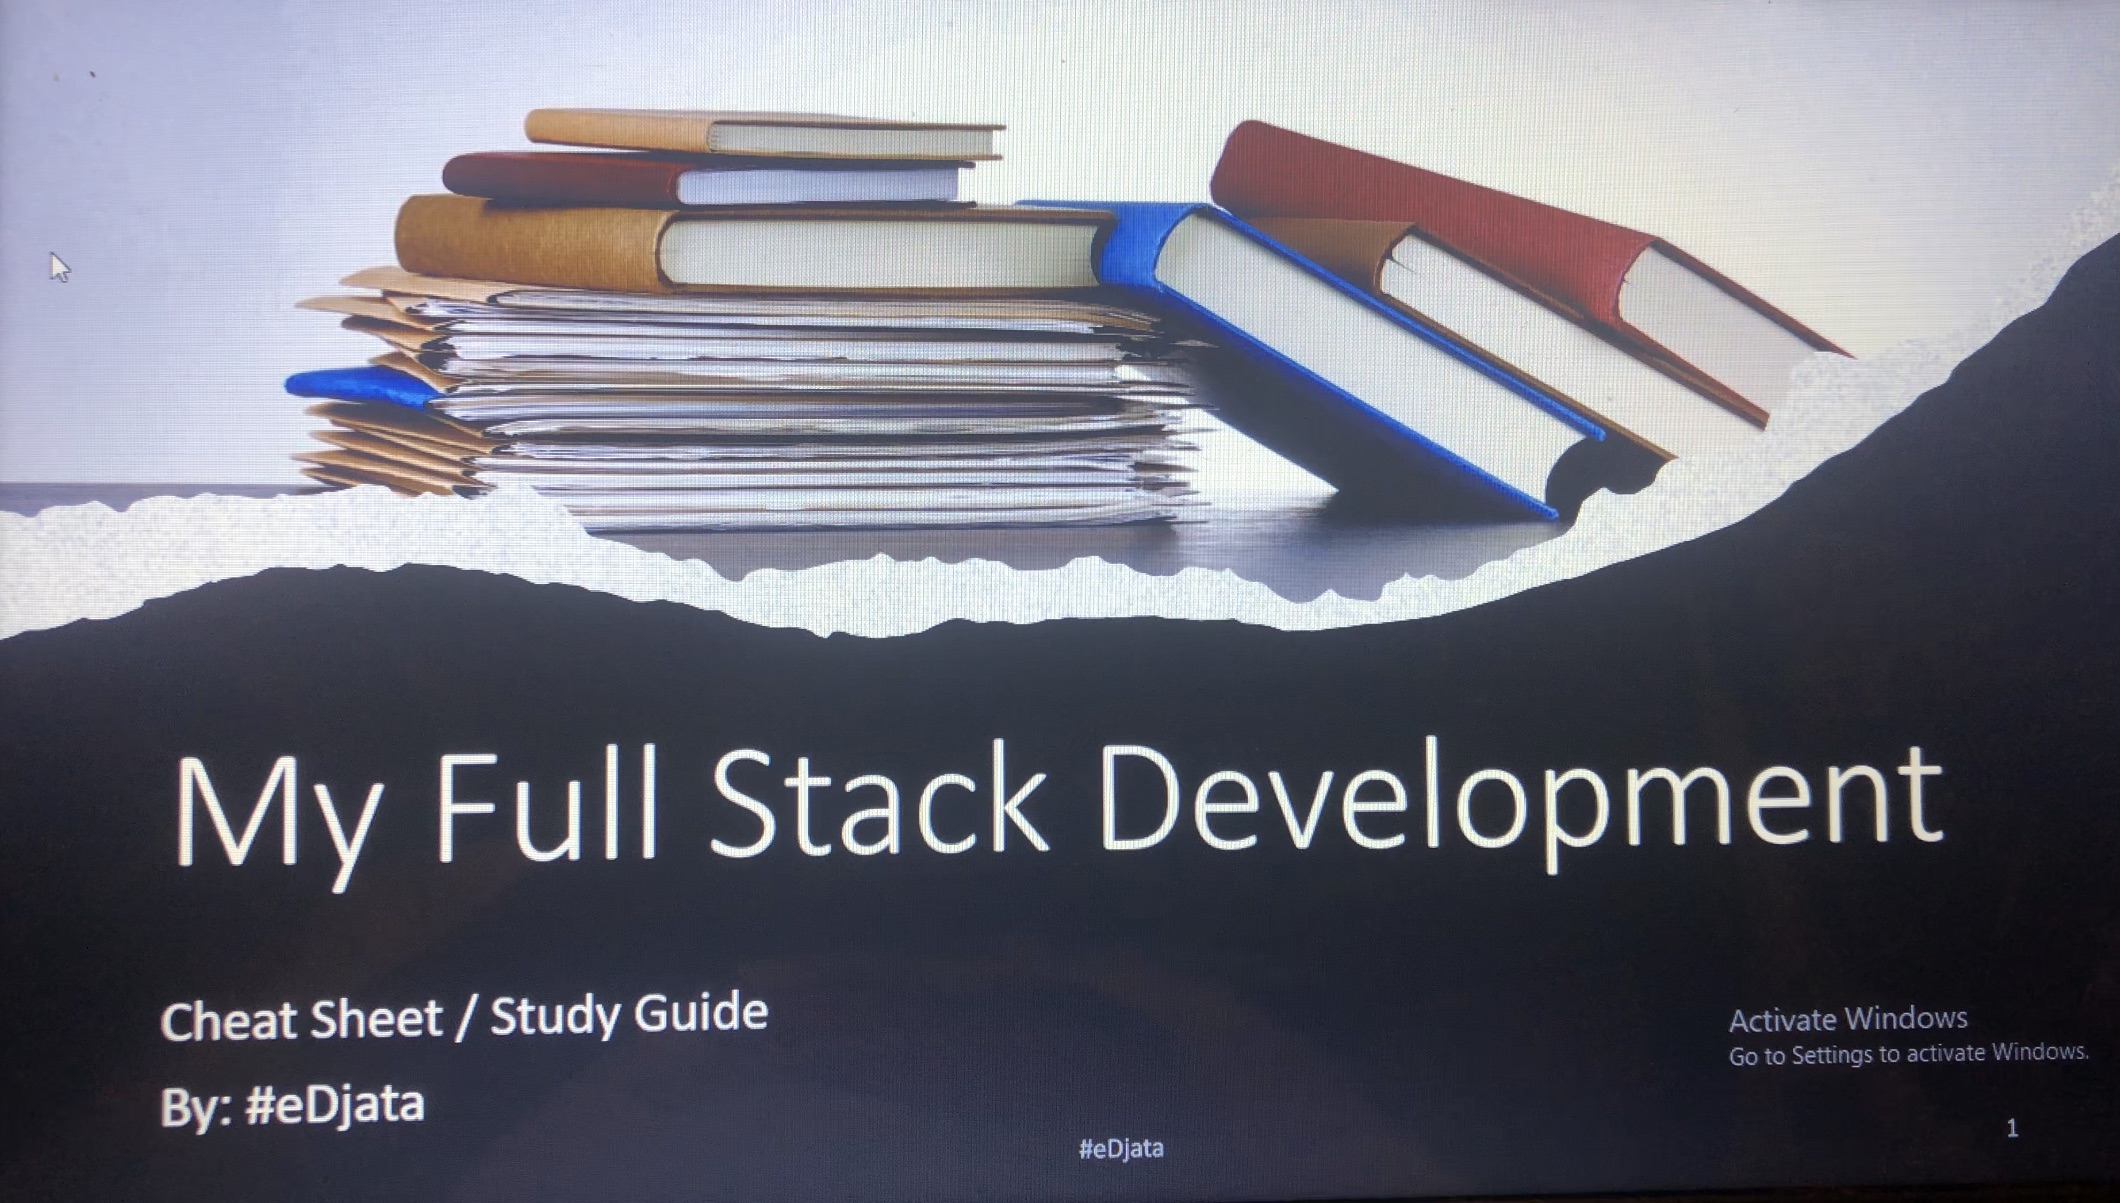 My Full Stack Development
Cheat Sheet / Study Guide
By: #eDjata
Activate Windows
Go to Settings to activate Windows.
#eDjata
1